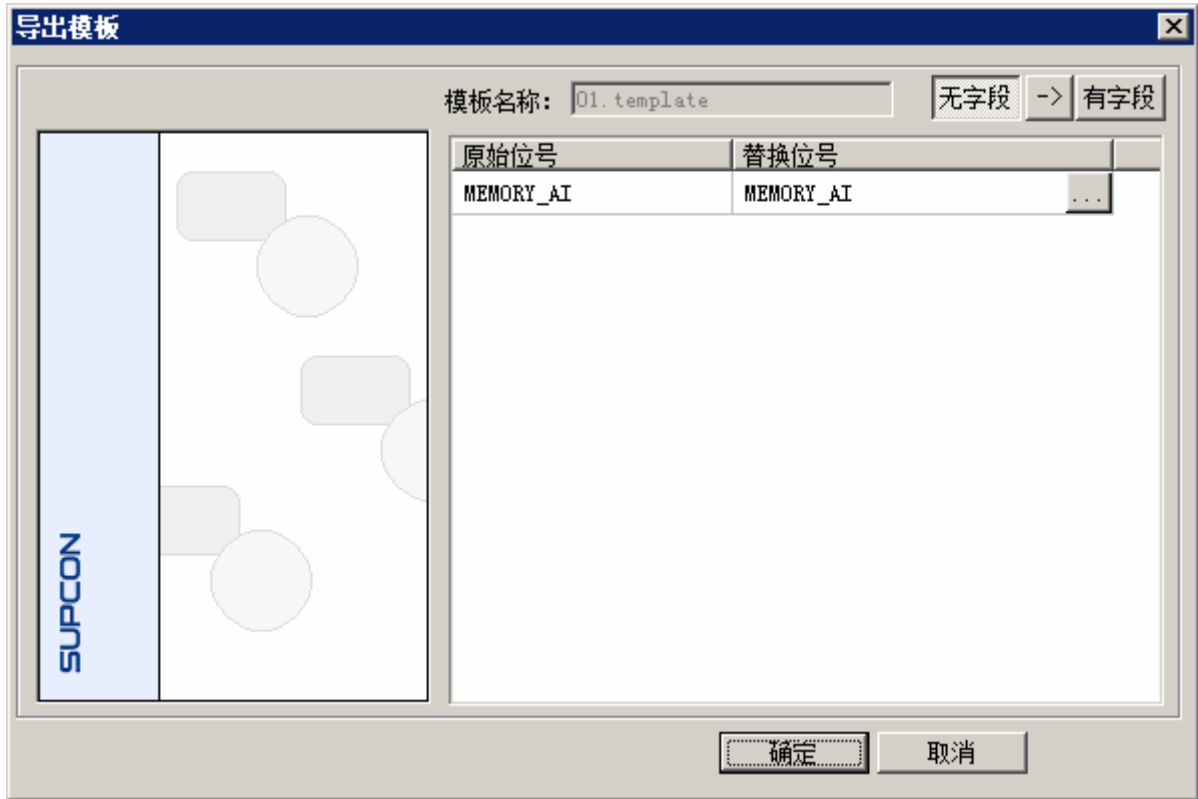 导出模板
模板名称: 01.template 无字段 -> 有字段
原始位号 替换位号
MEMORY_AI MEMORY_AI ...
SUPCON
确定 取消